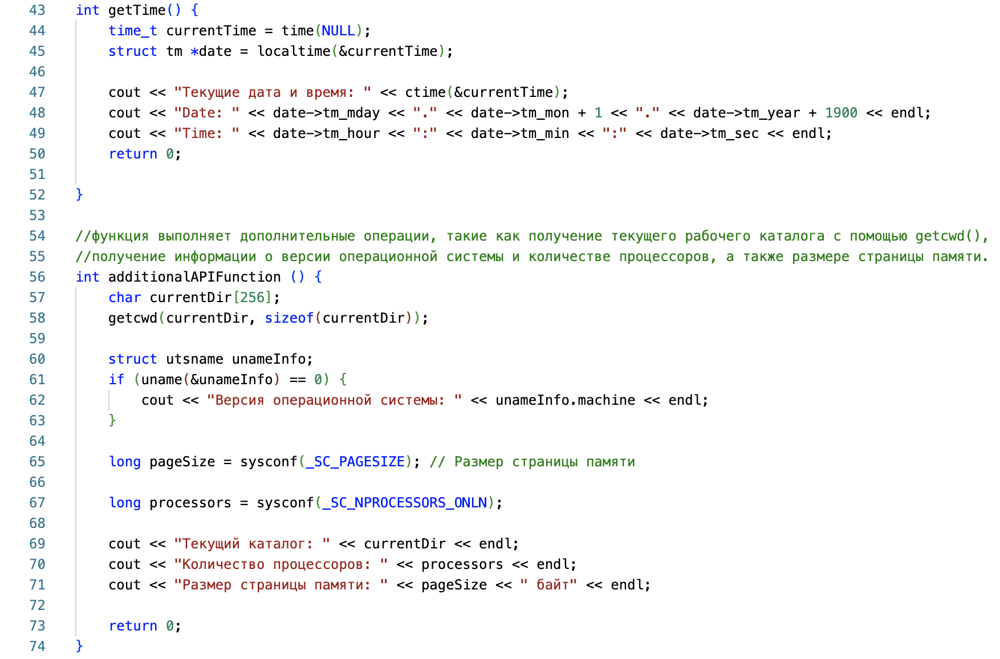 43 int getTime() {
44 time_t currentTime = time(NULL);
45 struct tm *date = localtime(&currentTime);
46
47 cout << "Текущие дата и время: " << ctime(&currentTime);
48 cout << "Date: " << date->tm_mday << "." << date->tm_mon + 1 << "." << date->tm_year + 1900 << endl;
49 cout << "Time: " << date->tm_hour << ":" << date->tm_min << ":" << date->tm_sec << endl;
50 return 0;
51
52 }
53
54 //функция выполняет дополнительные операции, такие как получение текущего рабочего каталога с помощью getcwd(),
55 //получение информации о версии операционной системы и количестве процессоров, а также размере страницы памяти.
56 int additionalAPIFunction () {
57 char currentDir[256];
58 getcwd(currentDir, sizeof(currentDir));
59
60 struct utsname unameInfo;
61 if (uname(&unameInfo) == 0) {
62 cout << "Версия операционной системы: " << unameInfo.machine << endl;
63 }
64
65 long pageSize = sysconf(_SC_PAGESIZE); // Размер страницы памяти
66
67 long processors = sysconf(_SC_NPROCESSORS_ONLN);
68
69 cout << "Текущий каталог: " << currentDir << endl;
70 cout << "Количество процессоров: " << processors << endl;
71 cout << "Размер страницы памяти: " << pageSize << " байт" << endl;
72
73 return 0;
74 }